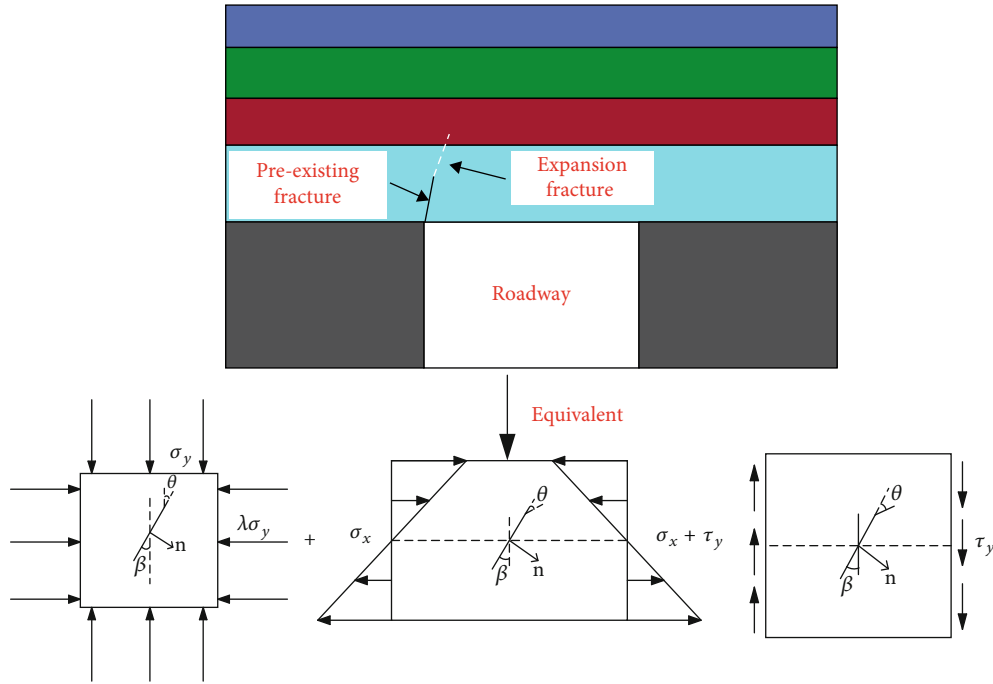 Pre-existing
fracture
Expansion
fracture
Roadway
Equivalent
σy
θ
λσy
n
β
+
σx
θ
n
β
σx + τy
θ
n
β
τy